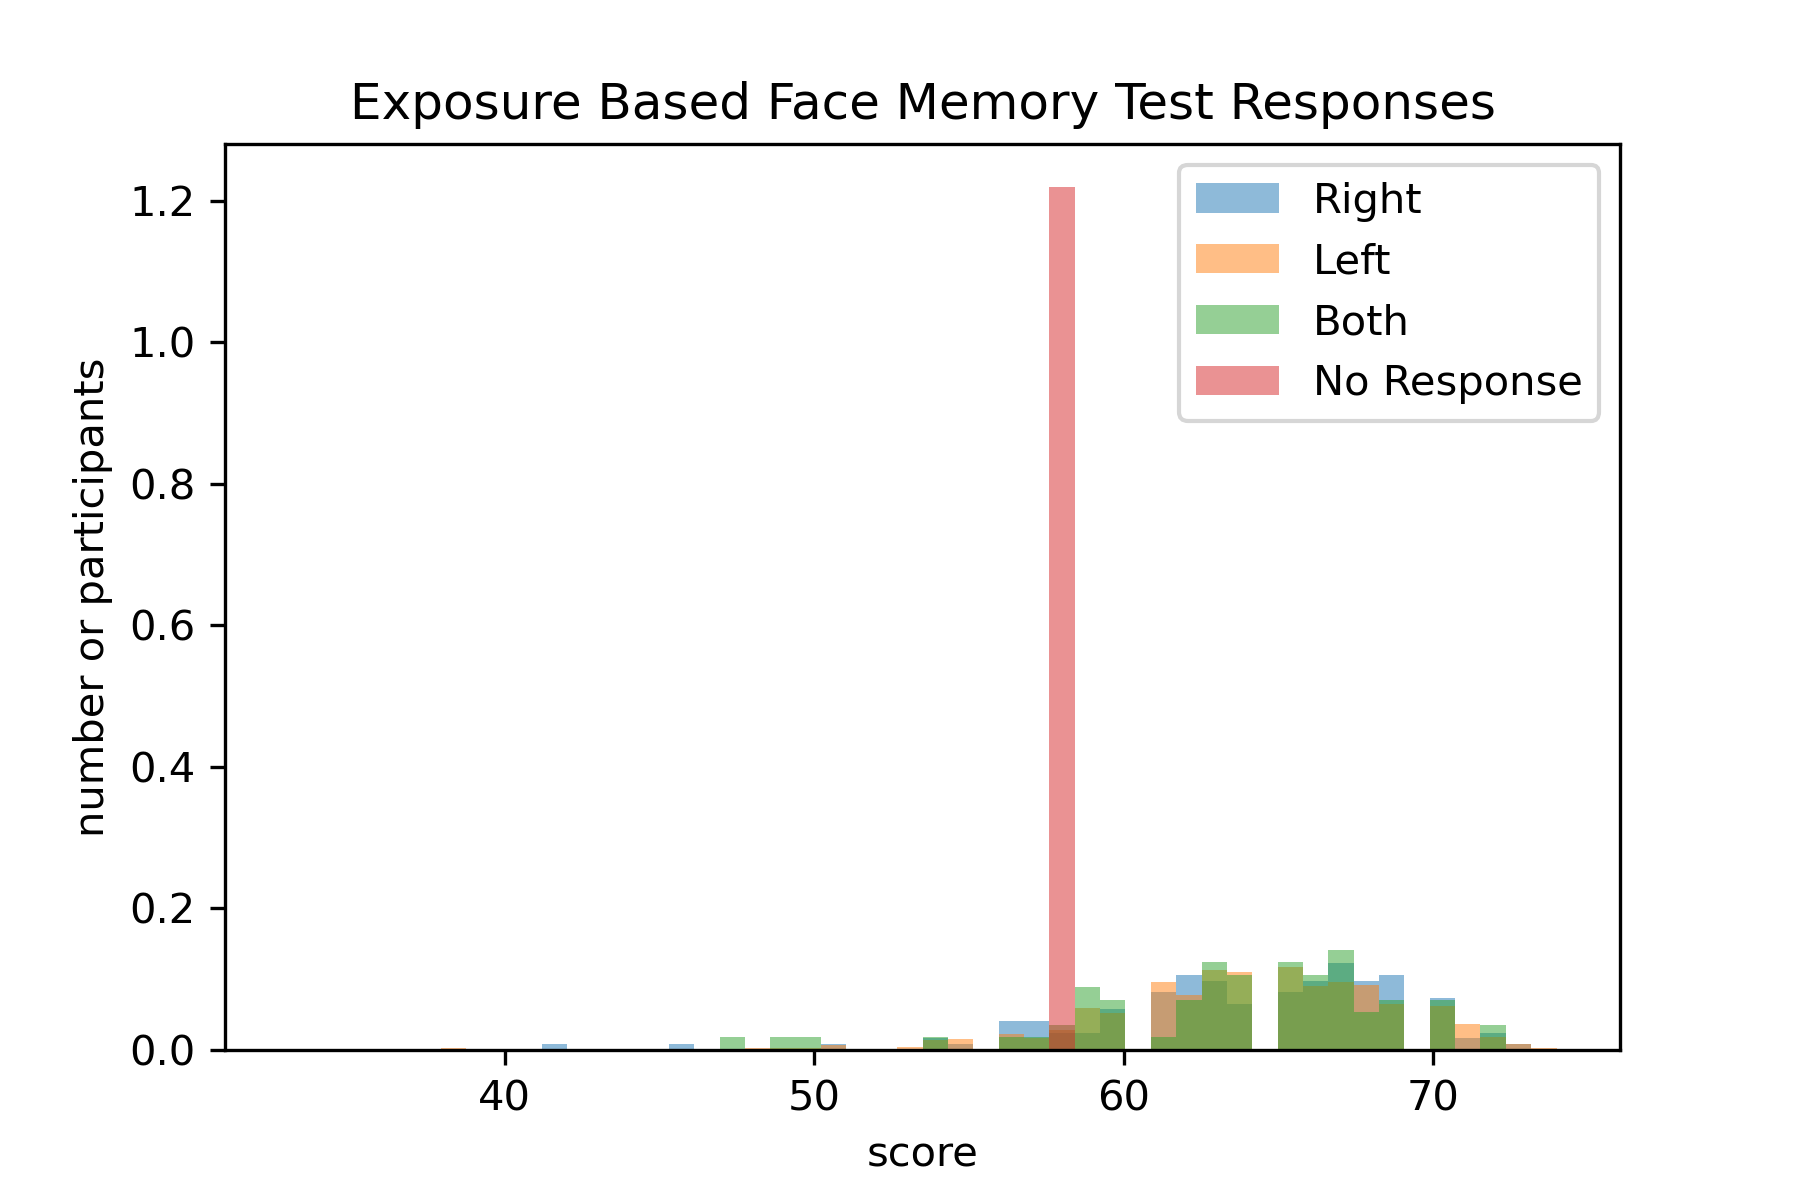 Exposure Based Face Memory Test Responses
Right
Left
Both
No Response
1.2
1.0
0.8
0.6
0.4
0.2
0.0
number or participants
40 50 60 70
score